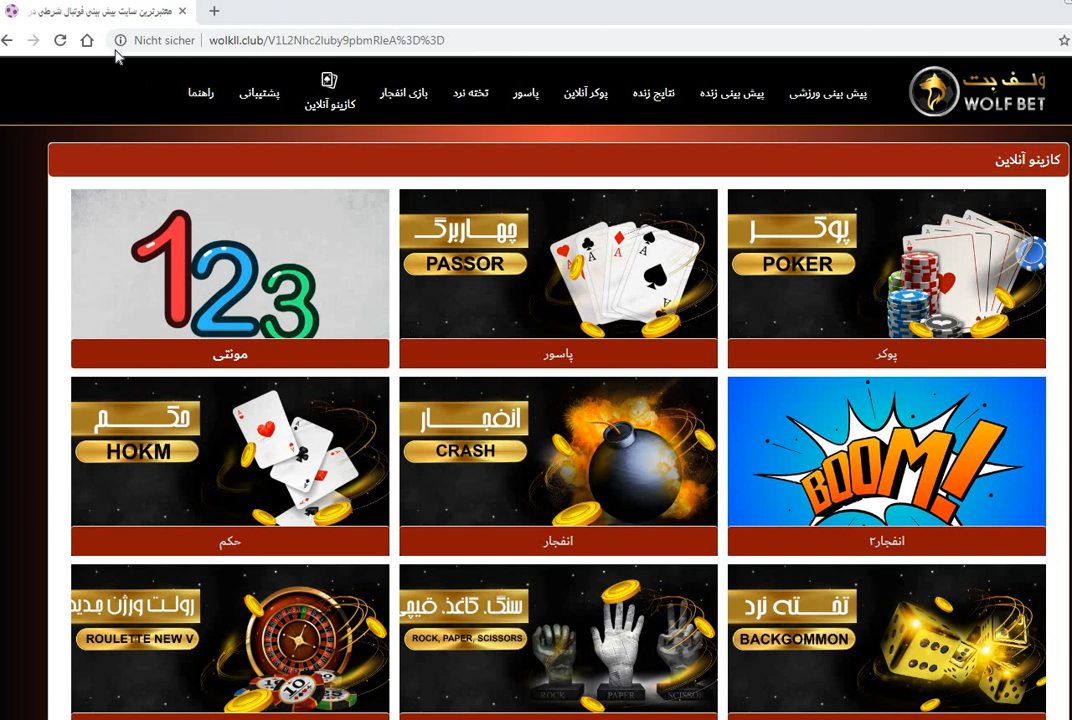 معتبرترین سایت پیش بینی فوتبال شرطی در
Nicht sicher
wolkll.club/V1L2Nhc2luby9pbmRleA%3D%3D
ولف بت
WOLF BET
پیش بینی ورزشی
پیش بینی زنده
نتایج زنده
پوکر آنلاین
پاسور
تخته نرد
بازی انفجار
کازینو آنلاین
پشتیبانی
راهنما
کازینو آنلاین
پوکر
POKER
پوکر
چهاربرگ
PASSOR
پاسور
123
مونتی
BOOM!
انفجار۲
انفجار
CRASH
انفجار
حکم
HOKM
حکم
تخته نرد
BACKGOMMON
سنگ، کاغذ، قیچی
ROCK, PAPER, SCISSORS
ROCK
PAPER
SCISSOR
رولت ورژن جدید
ROULETTE NEW V
10